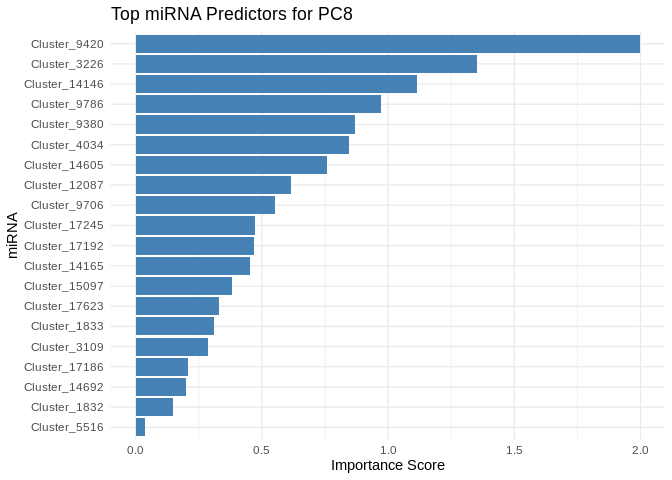 Top miRNA Predictors for PC8
miRNA
Cluster_9420
Cluster_3226
Cluster_14146
Cluster_9786
Cluster_9380
Cluster_4034
Cluster_14605
Cluster_12087
Cluster_9706
Cluster_17245
Cluster_17192
Cluster_14165
Cluster_15097
Cluster_17623
Cluster_1833
Cluster_3109
Cluster_17186
Cluster_14692
Cluster_1832
Cluster_5516
0.0 0.5 1.0 1.5 2.0
Importance Score